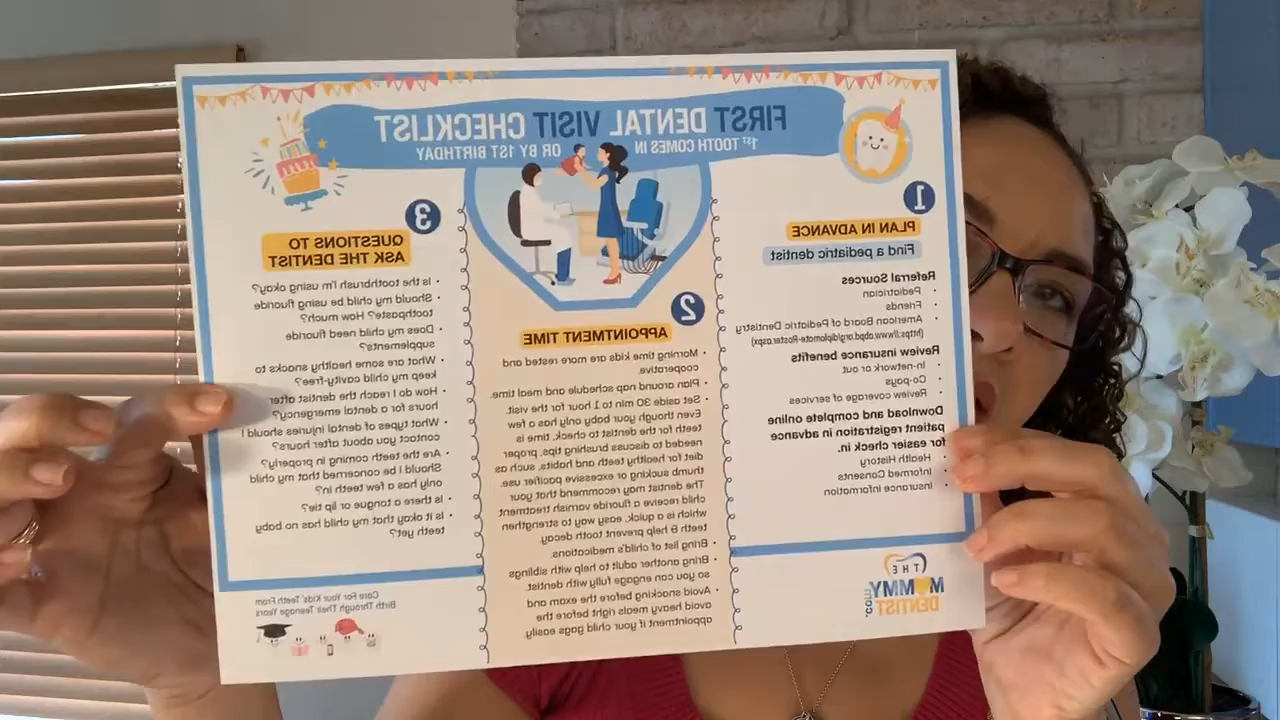 FIRST DENTAL VISIT CHECKLIST
1ST TOOTH COMES IN OR BY 1ST BIRTHDAY
1
PLAN IN ADVANCE
Find a pediatric dentist
Referral Sources
• Pediatrician
• Friends
• American Board of Pediatric Dentistry
(https://www.abpd.org/diplomate-Roster.aspx)
Review insurance benefits
• In-network or out
• Co-pays
• Review coverage of services
Download and complete online
patient registration in advance
for easier check in.
• Health History
• Informed Consents
• Insurance Information
THE
MOMMY
DENTIST
.com
2
APPOINTMENT TIME
• Morning time kids are more rested and
cooperative.
• Plan around nap schedule and meal time.
• Set aside 30 min to 1 hour for the visit.
Even though your baby only has a few
teeth for the dentist to check, time is
needed to discuss brushing tips, proper
diet for healthy teeth and habits, such as
thumb sucking or excessive pacifier use.
The dentist may recommend that your
child receive a fluoride varnish treatment
which is a quick, easy way to strengthen
teeth & help prevent tooth decay.
• Bring list of child's medications.
• Bring another adult to help with siblings
so you can engage fully with dentist.
• Avoid snacking before the exam and
avoid heavy meals right before the
appointment if your child gags easily.
3
QUESTIONS TO
ASK THE DENTIST
• Is the toothbrush I'm using okay?
• Should my child be using fluoride
toothpaste? How much?
• Does my child need fluoride
supplements?
• What are some healthy snacks to
keep my child cavity-free?
• How do I reach the dentist after
hours for a dental emergency?
• What types of dental injuries should I
contact you about after hours?
• Are the teeth coming in properly?
Should I be concerned that my child
only has a few teeth in?
• Is there a tongue or lip tie?
• Is it okay that my child has no baby
teeth yet?
Care For Your Kids' Teeth From
Birth Through Their Teenage Years